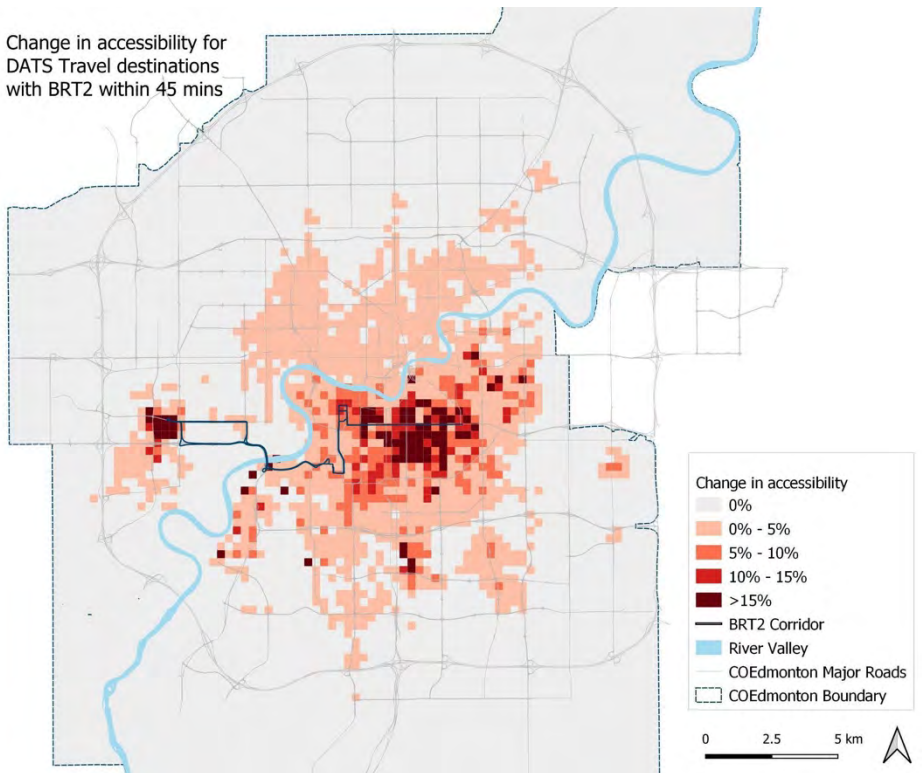 Change in accessibility for
DATS Travel destinations
with BRT2 within 45 mins
Change in accessibility
0%
0% - 5%
5% - 10%
10% - 15%
>15%
BRT2 Corridor
River Valley
COEdmonton Major Roads
COEdmonton Boundary
0 2.5 5 km